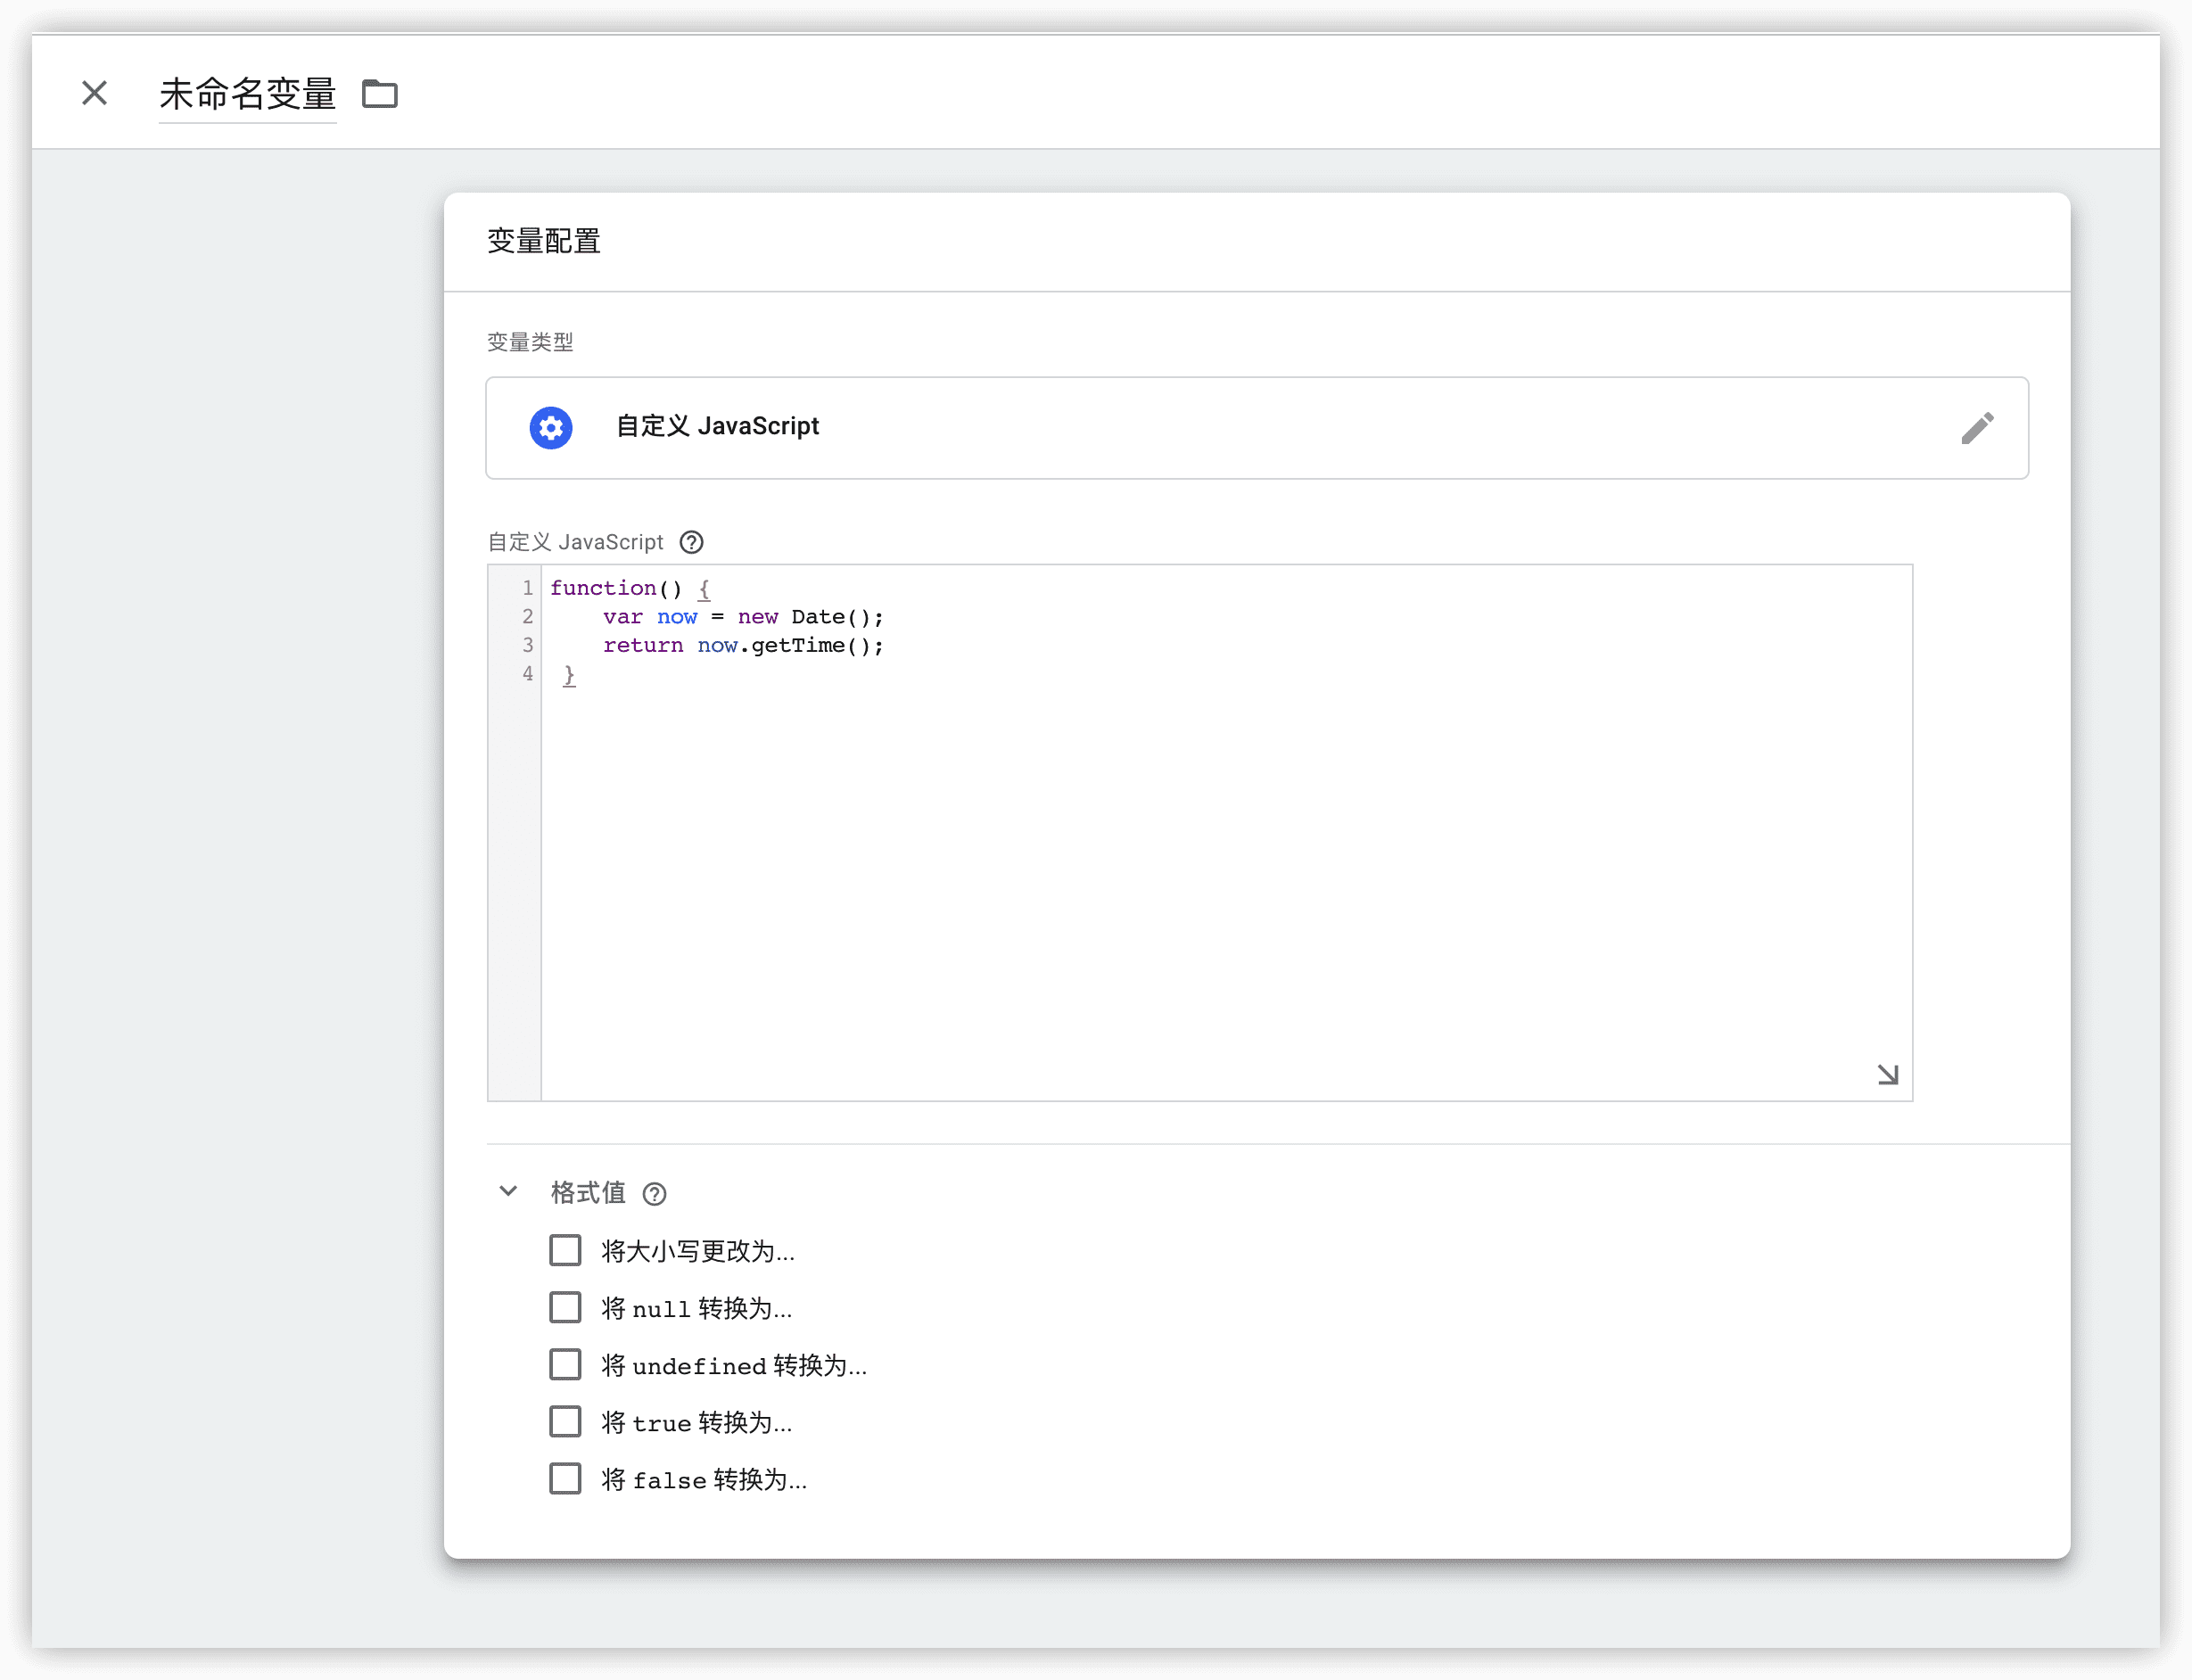 未命名变量
变量配置
变量类型
自定义 JavaScript
自定义 JavaScript
1 function() {
2     var now = new Date();
3     return now.getTime();
4  }
格式值
将大小写更改为...
将 null 转换为...
将 undefined 转换为...
将 true 转换为...
将 false 转换为...